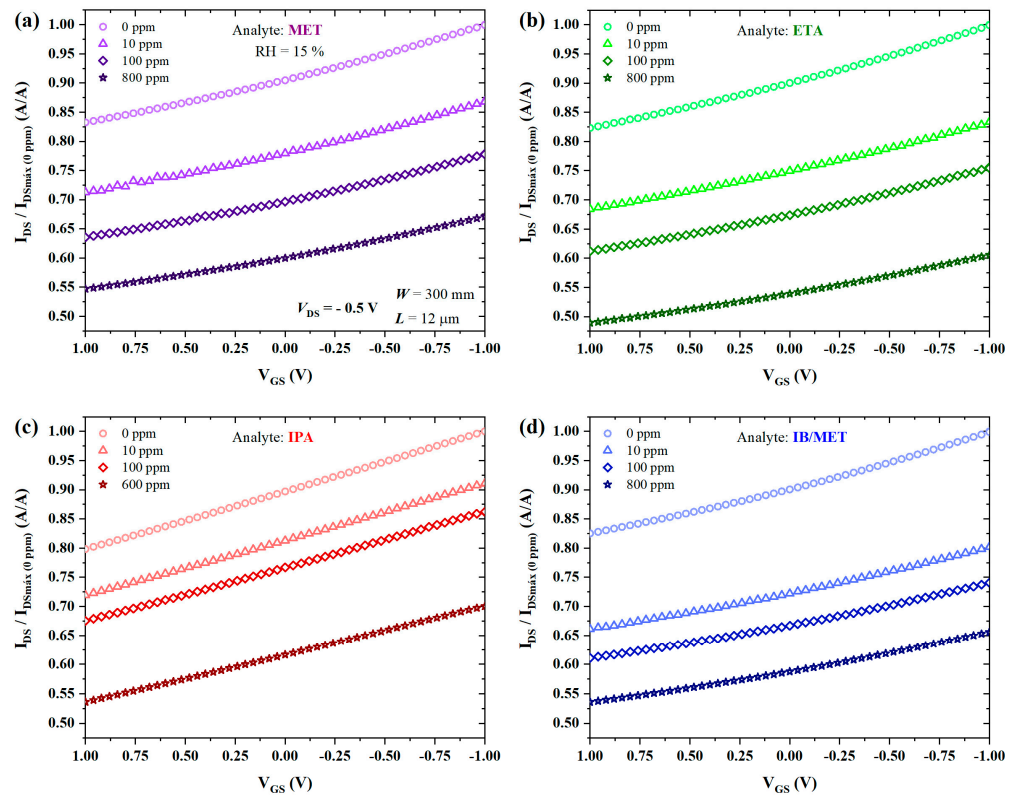 (a)
0 ppm
10 ppm
100 ppm
800 ppm
Analyte: MET
RH = 15 %
V_DS = - 0.5 V
W = 300 mm
L = 12 μm
I_DS / I_DSmáx (0 ppm) (A/A)
1.00
0.95
0.90
0.85
0.80
0.75
0.70
0.65
0.60
0.55
0.50
1.00 0.75 0.50 0.25 0.00 -0.25 -0.50 -0.75 -1.00
V_GS (V)
(b)
0 ppm
10 ppm
100 ppm
800 ppm
Analyte: ETA
I_DS / I_DSmáx (0 ppm) (A/A)
1.00
0.95
0.90
0.85
0.80
0.75
0.70
0.65
0.60
0.55
0.50
1.00 0.75 0.50 0.25 0.00 -0.25 -0.50 -0.75 -1.00
V_GS (V)
(c)
0 ppm
10 ppm
100 ppm
600 ppm
Analyte: IPA
I_DS / I_DSmáx (0 ppm) (A/A)
1.00
0.95
0.90
0.85
0.80
0.75
0.70
0.65
0.60
0.55
0.50
1.00 0.75 0.50 0.25 0.00 -0.25 -0.50 -0.75 -1.00
V_GS (V)
(d)
0 ppm
10 ppm
100 ppm
800 ppm
Analyte: IB/MET
I_DS / I_DSmáx (0 ppm) (A/A)
1.00
0.95
0.90
0.85
0.80
0.75
0.70
0.65
0.60
0.55
0.50
1.00 0.75 0.50 0.25 0.00 -0.25 -0.50 -0.75 -1.00
V_GS (V)